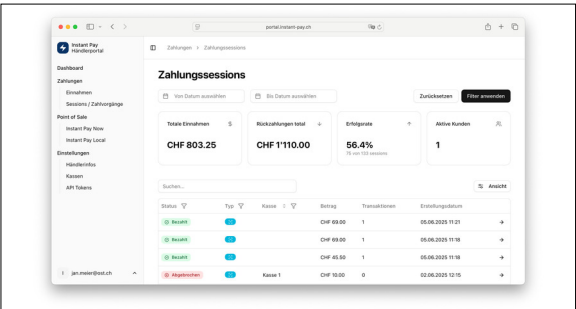 portal.instant-pay.ch
Instant Pay
Händlerportal
Zahlungen > Zahlungssessions
Dashboard
Zahlungen
Einnahmen
Sessions / Zahlvorgänge
Point of Sale
Instant Pay Now
Instant Pay Local
Einstellungen
Händlerinfos
Kassen
API Tokens
jan.meier@ost.ch
Zahlungssessions
Von Datum auswählen
Bis Datum auswählen
Zurücksetzen
Filter anwenden
Totale Einnahmen $
CHF 803.25
Rückzahlungen total
CHF 1'110.00
Erfolgsrate
56.4%
75 von 133 sessions
Aktive Kunden
1
Suchen...
Ansicht
Status Typ Kasse Betrag Transaktionen Erstellungsdatum
Bezahlt CHF 69.00 1 05.06.2025 11:21
Bezahlt CHF 69.00 1 05.06.2025 11:18
Bezahlt CHF 45.50 1 05.06.2025 11:18
Abgebrochen Kasse 1 CHF 10.00 0 02.06.2025 12:15